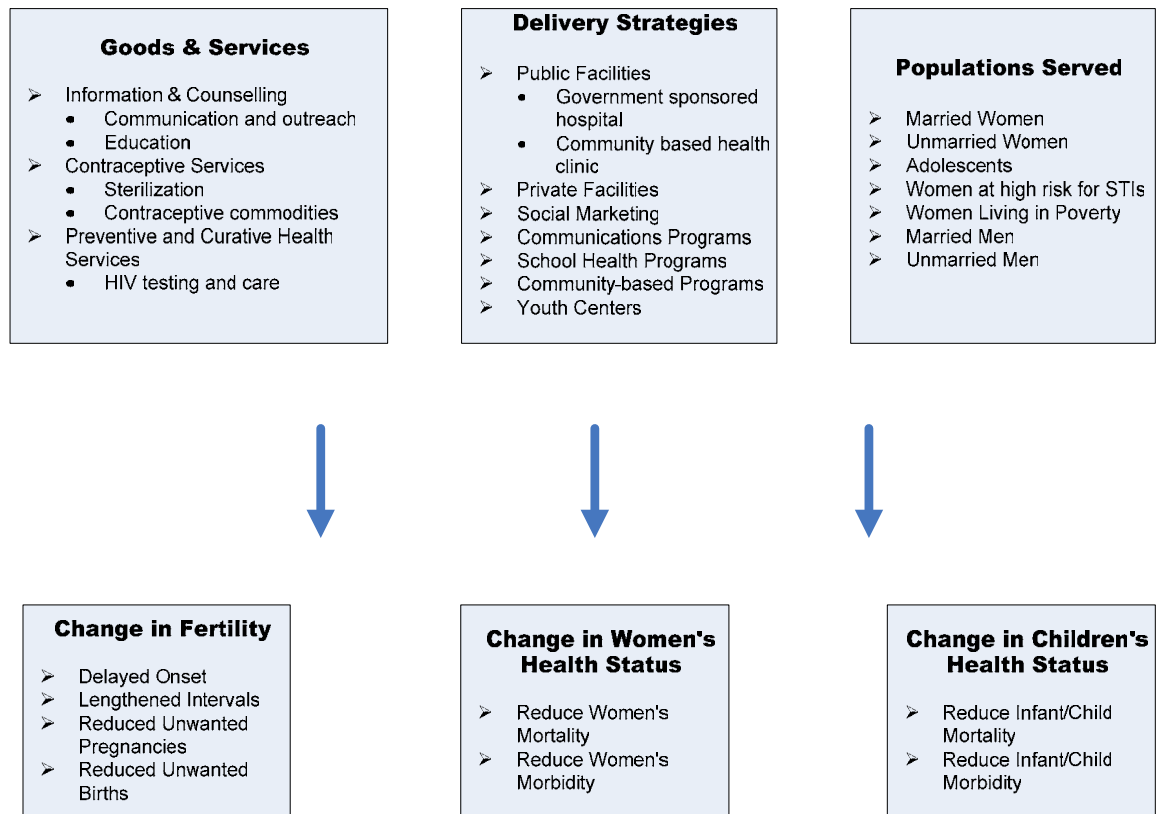 Goods & Services
➢ Information & Counselling
• Communication and outreach
• Education
➢ Contraceptive Services
• Sterilization
• Contraceptive commodities
➢ Preventive and Curative Health
Services
• HIV testing and care
Delivery Strategies
➢ Public Facilities
• Government sponsored
hospital
• Community based health
clinic
➢ Private Facilities
➢ Social Marketing
➢ Communications Programs
➢ School Health Programs
➢ Community-based Programs
➢ Youth Centers
Populations Served
➢ Married Women
➢ Unmarried Women
➢ Adolescents
➢ Women at high risk for STIs
➢ Women Living in Poverty
➢ Married Men
➢ Unmarried Men
Change in Fertility
➢ Delayed Onset
➢ Lengthened Intervals
➢ Reduced Unwanted
Pregnancies
➢ Reduced Unwanted
Births
Change in Women's
Health Status
➢ Reduce Women's
Mortality
➢ Reduce Women's
Morbidity
Change in Children's
Health Status
➢ Reduce Infant/Child
Mortality
➢ Reduce Infant/Child
Morbidity